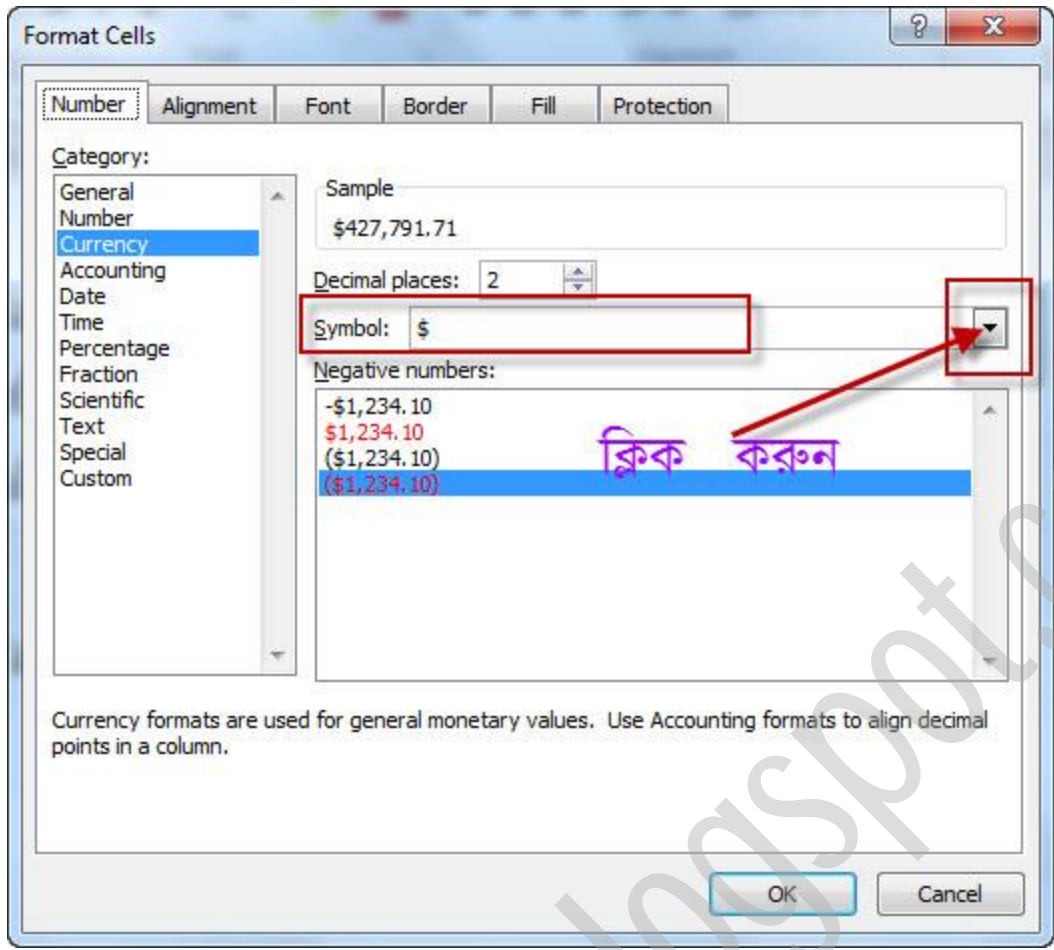 Format Cells
Number Alignment Font Border Fill Protection
Category:
General
Number
Currency
Accounting
Date
Time
Percentage
Fraction
Scientific
Text
Special
Custom
Sample
$427,791.71
Decimal places: 2
Symbol: $
Negative numbers:
-$1,234.10
$1,234.10
($1,234.10)
($1,234.10)
ক্লিক করুন
Currency formats are used for general monetary values. Use Accounting formats to align decimal
points in a column.
OK Cancel